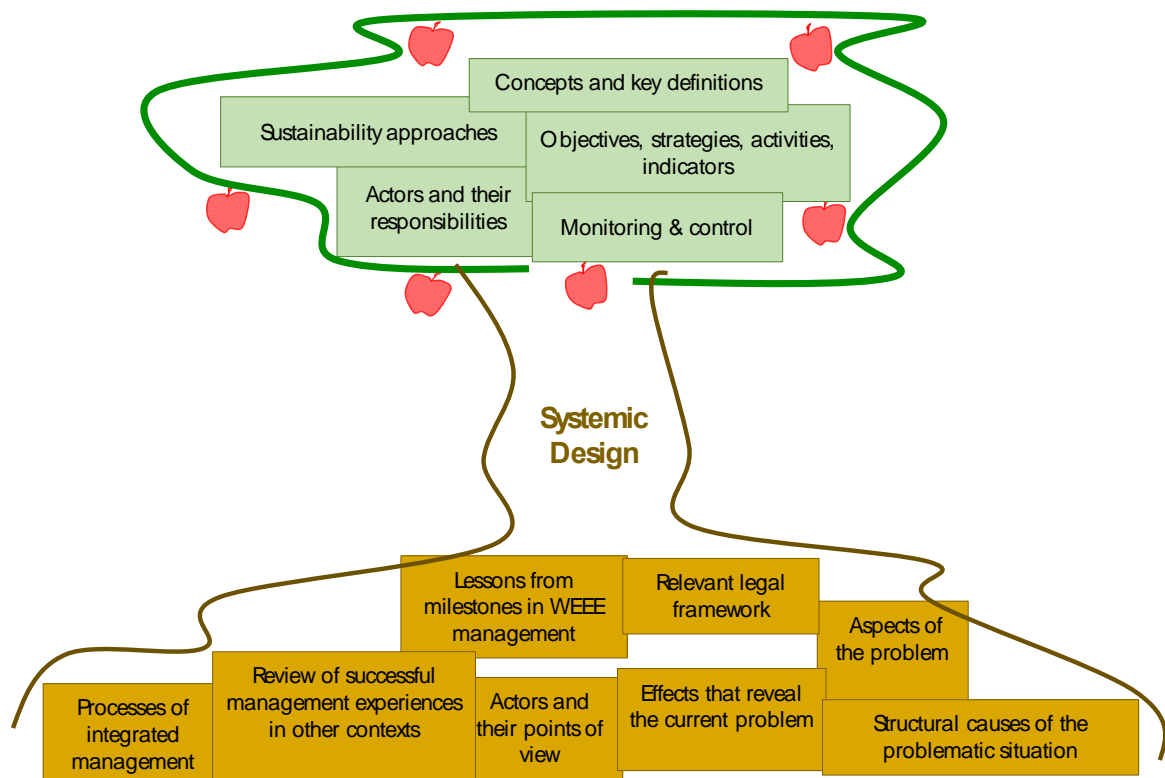 Concepts and key definitions
Sustainability approaches
Objectives, strategies, activities,
indicators
Actors and their
responsibilities
Monitoring & control
Systemic
Design
Lessons from
milestones in WEEE
management
Relevant legal
framework
Aspects of
the problem
Review of successful
management experiences
in other contexts
Effects that reveal
the current problem
Processes of
integrated
management
Actors and
their points of
view
Structural causes of the
problematic situation